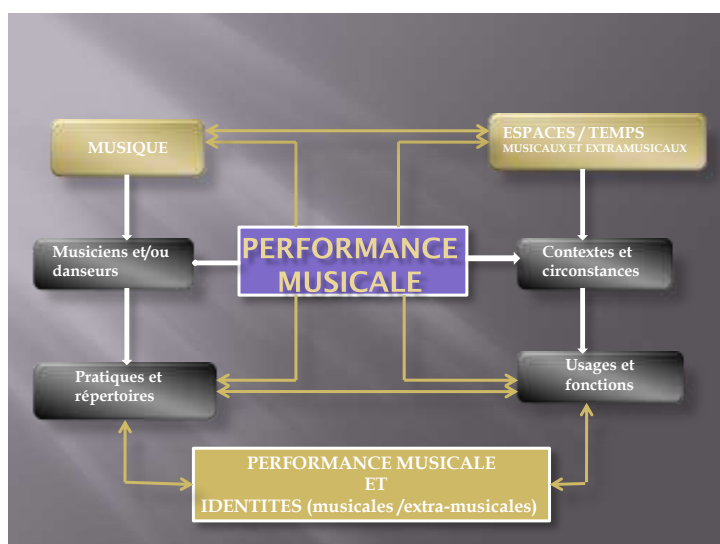 MUSIQUE
ESPACES / TEMPS
MUSICAUX ET EXTRAMUSICAUX
Musiciens et/ou
danseurs
PERFORMANCE
MUSICALE
Contextes et
circonstances
Pratiques et
répertoires
Usages et
fonctions
PERFORMANCE MUSICALE
ET
IDENTITES (musicales /extra-musicales)